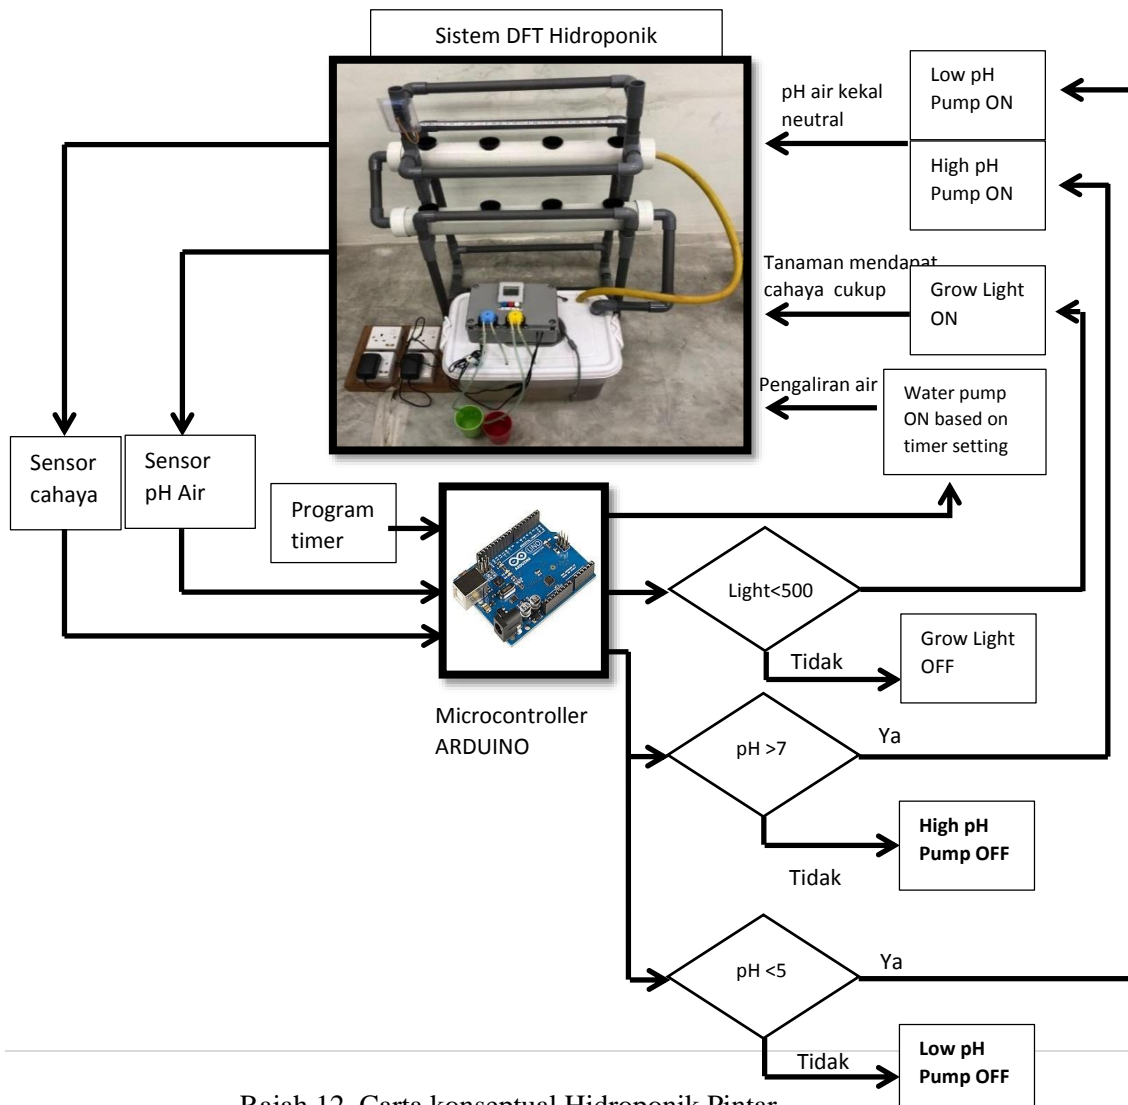 Sistem DFT Hidroponik
pH air kekal
neutral
Low pH
Pump ON
High pH
Pump ON
Tanaman mendapat
cahaya cukup
Grow Light
ON
Pengaliran air
Water pump
ON based on
timer setting
Sensor
cahaya
Sensor
pH Air
Program
timer
UNO
ARDUINO
Light<500
Tidak
Grow Light
OFF
Microcontroller
ARDUINO
pH >7
Ya
High pH
Pump OFF
Tidak
pH <5
Ya
Tidak
Low pH
Pump OFF
Rajah 12. Carta konseptual Hidroponik Pintar